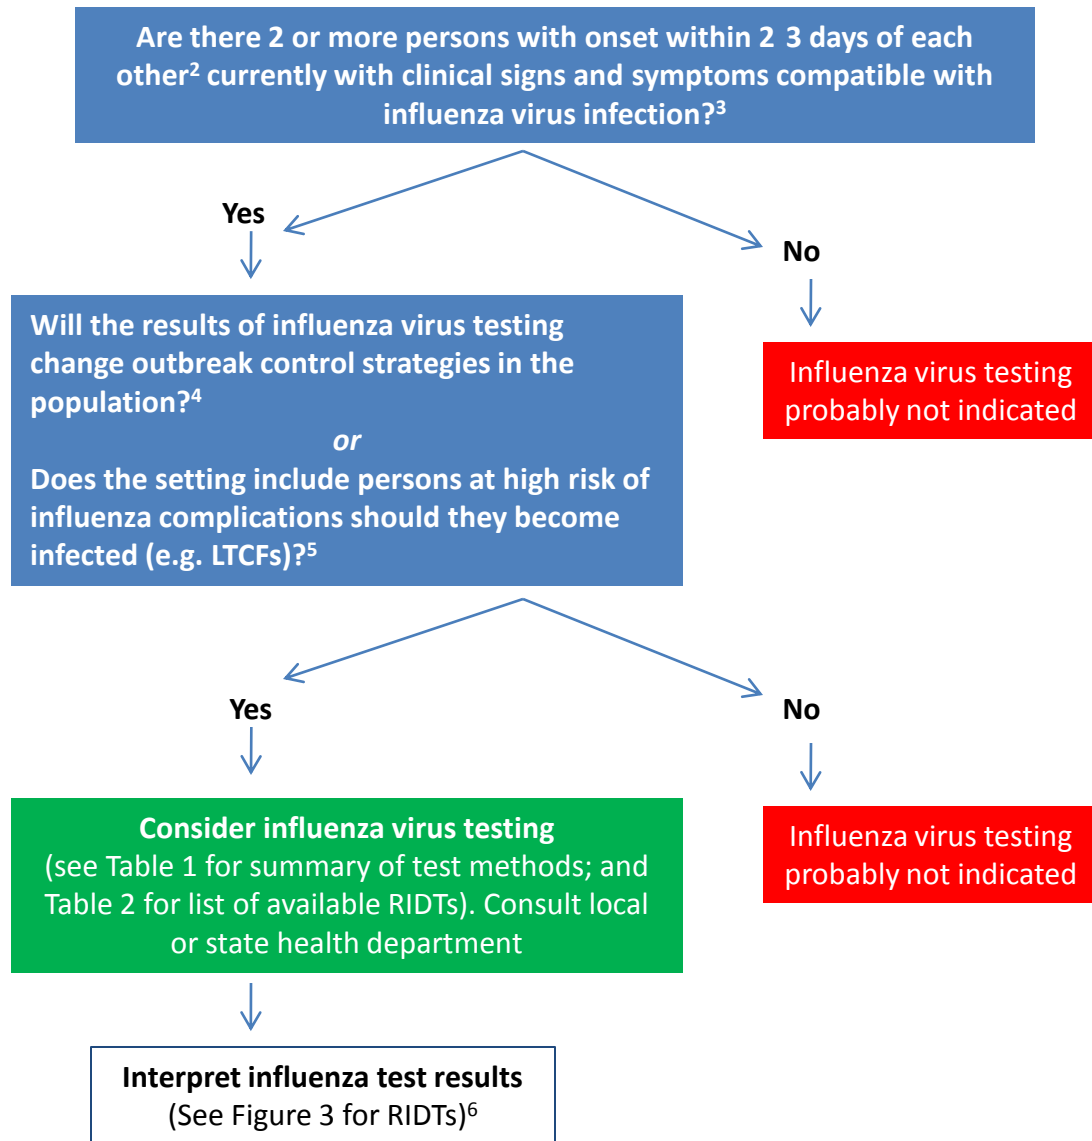 Are there 2 or more persons with onset within 2 3 days of each
other² currently with clinical signs and symptoms compatible with
influenza virus infection?³
Yes
No
Will the results of influenza virus testing
change outbreak control strategies in the
population?⁴
or
Does the setting include persons at high risk of
influenza complications should they become
infected (e.g. LTCFs)?⁵
Influenza virus testing
probably not indicated
Yes
No
Consider influenza virus testing
(see Table 1 for summary of test methods; and
Table 2 for list of available RIDTs). Consult local
or state health department
Influenza virus testing
probably not indicated
Interpret influenza test results
(See Figure 3 for RIDTs)⁶